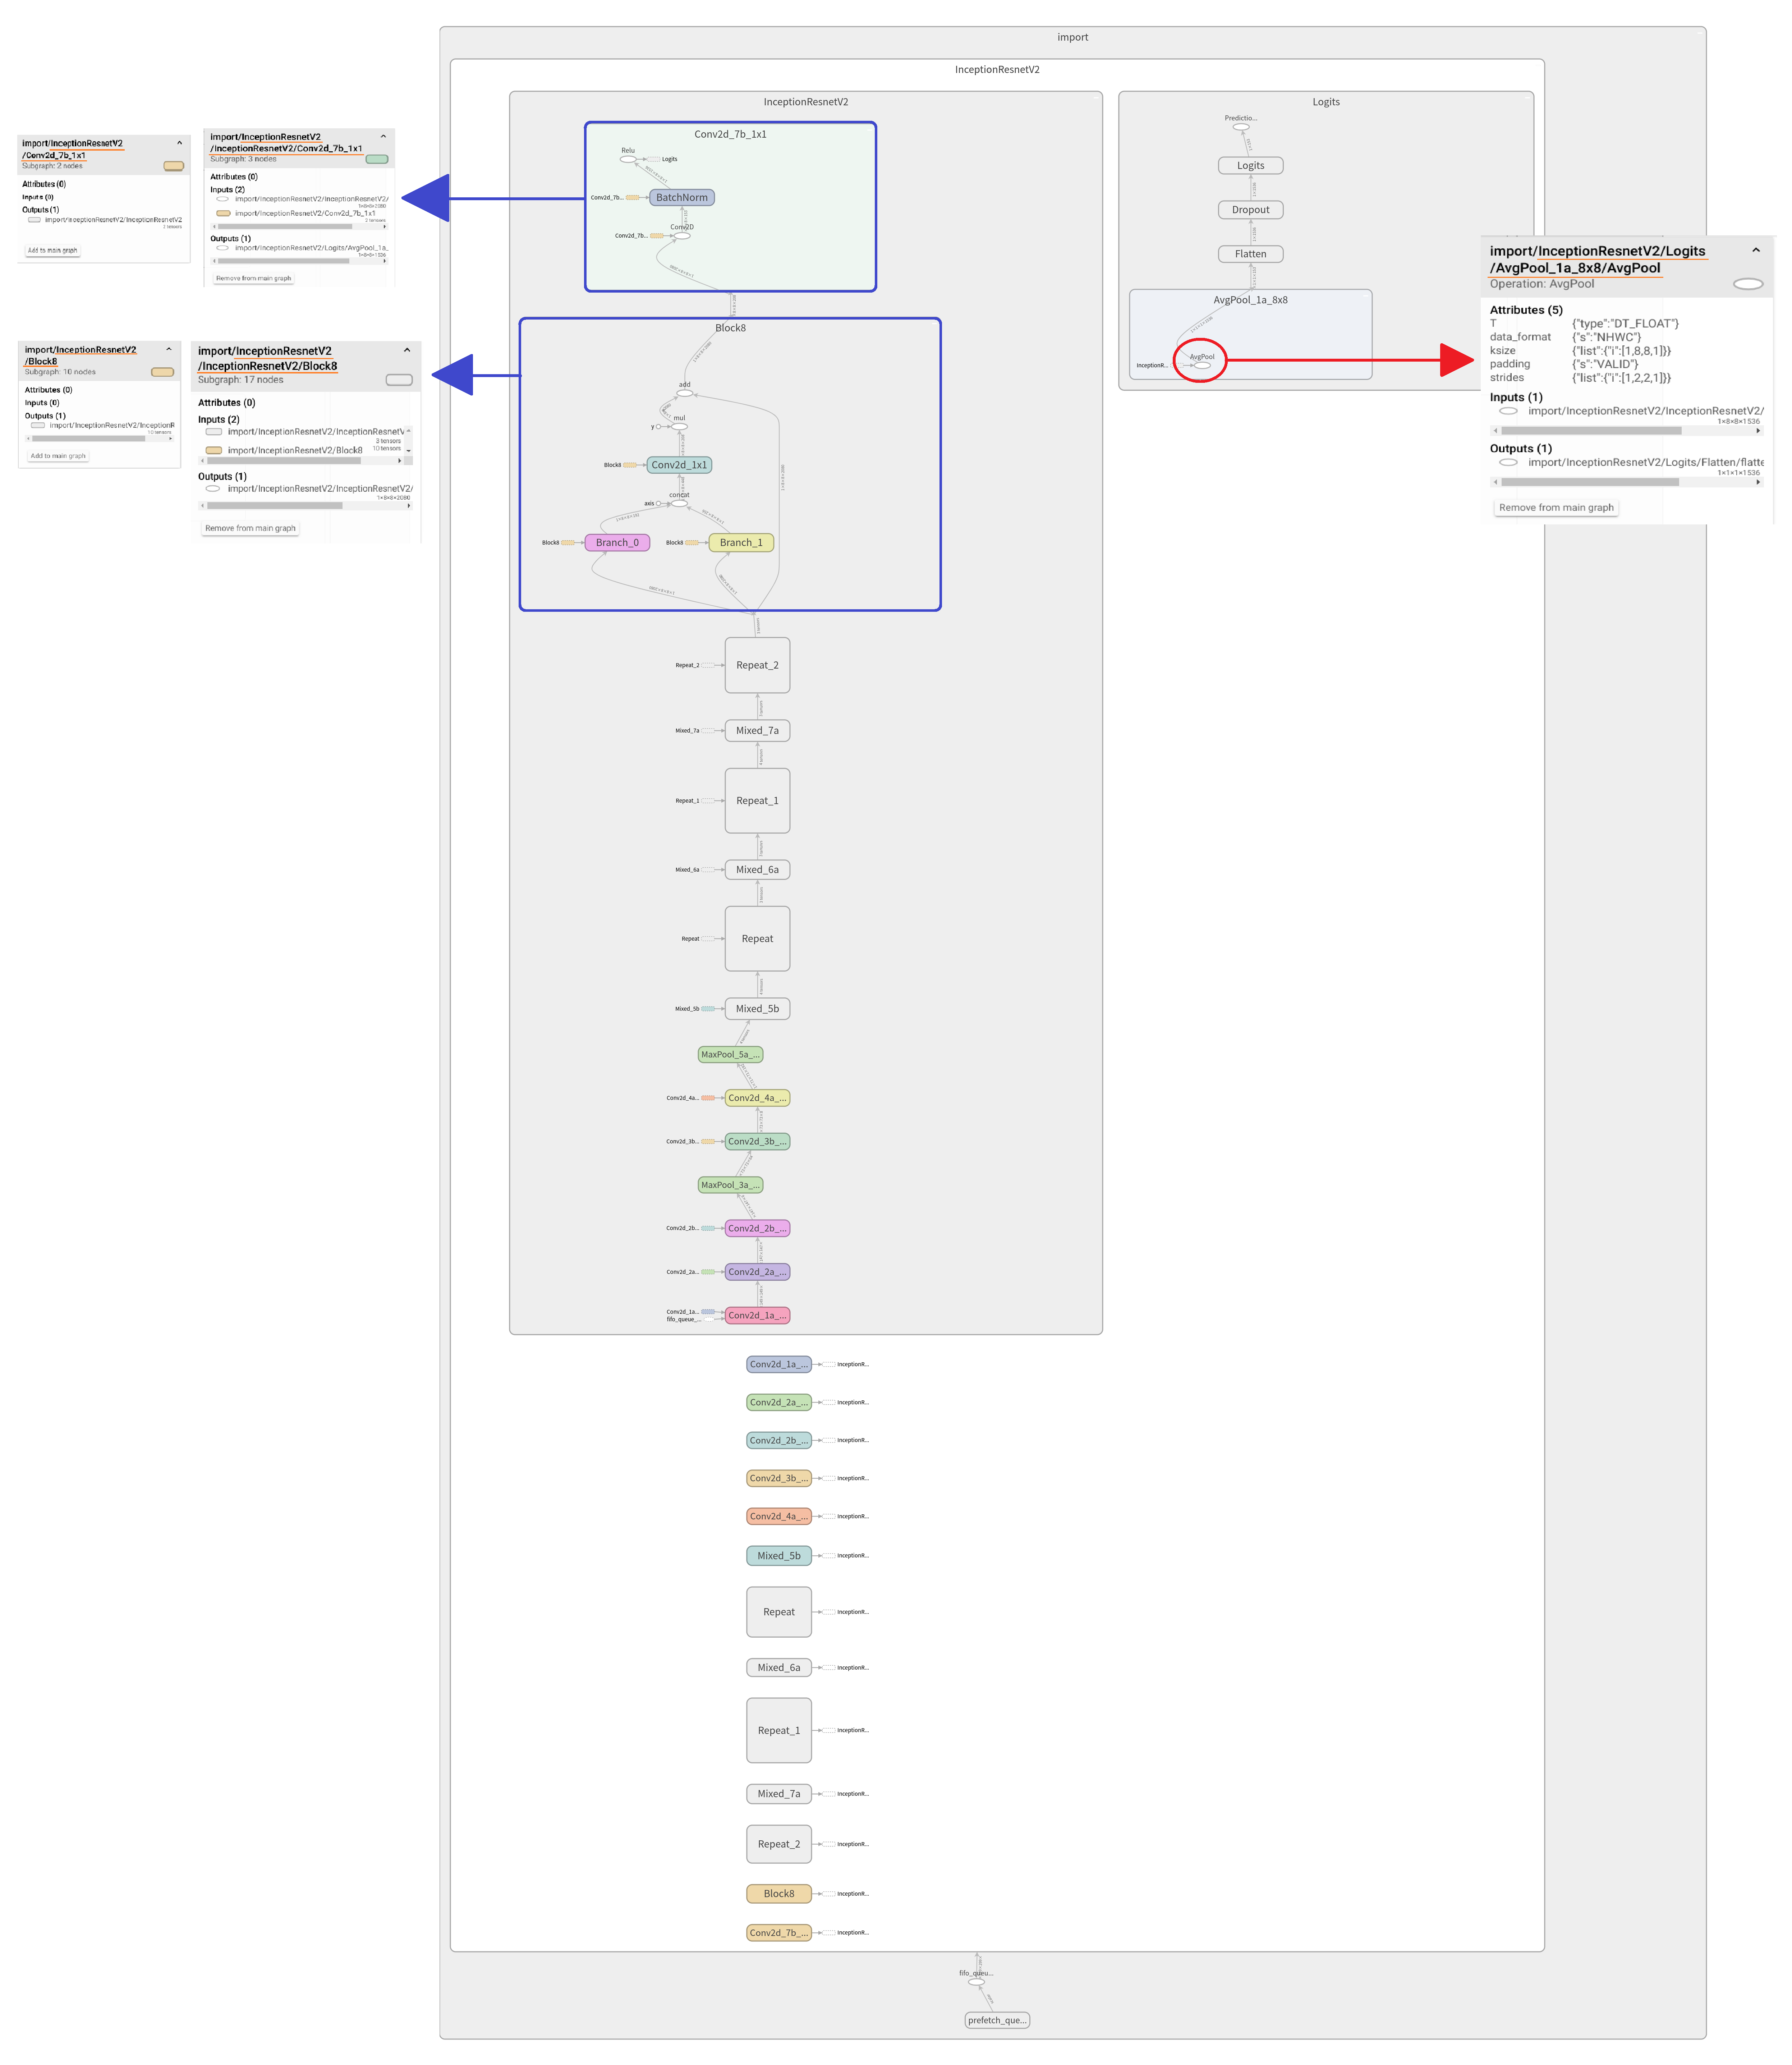 import
InceptionResnetV2
InceptionResnetV2
Logits
import/InceptionResnetV2
/Conv2d_7b_1x1
Subgraph: 2 nodes
Attributes (0)
Inputs (0)
Outputs (1)
import/InceptionResnetV2/InceptionResnetV2
2 tensors
Add to main graph
import/InceptionResnetV2
/InceptionResnetV2/Conv2d_7b_1x1
Subgraph: 3 nodes
Attributes (0)
Inputs (2)
import/InceptionResnetV2/InceptionResnetV2/
1×8×8×2080
import/InceptionResnetV2/Conv2d_7b_1x1
2 tensors
Outputs (1)
import/InceptionResnetV2/Logits/AvgPool_1a_
1×8×8×1536
Remove from main graph
import/InceptionResnetV2
/Block8
Subgraph: 10 nodes
Attributes (0)
Inputs (0)
Outputs (1)
import/InceptionResnetV2/InceptionR
10 tensors
Add to main graph
import/InceptionResnetV2
/InceptionResnetV2/Block8
Subgraph: 17 nodes
Attributes (0)
Inputs (2)
import/InceptionResnetV2/InceptionResnetV
3 tensors
import/InceptionResnetV2/Block8
10 tensors
Outputs (1)
import/InceptionResnetV2/InceptionResnetV2/
1×8×8×2080
Remove from main graph
Conv2d_7b_1x1
Relu
Logits
Conv2d_7b...
BatchNorm
Conv2D
Conv2d_7b...
Block8
add
mul
y
Block8
Conv2d_1x1
concat
axis
Block8
Branch_0
Block8
Branch_1
Repeat_2
Repeat_2
Mixed_7a
Mixed_7a
Repeat_1
Repeat_1
Mixed_6a
Mixed_6a
Repeat
Repeat
Mixed_5b
Mixed_5b
MaxPool_5a_...
Conv2d_4a...
Conv2d_4a_...
Conv2d_3b...
Conv2d_3b_...
MaxPool_3a_...
Conv2d_2b...
Conv2d_2b_...
Conv2d_2a...
Conv2d_2a_...
Conv2d_1a...
fifo_queue_...
Conv2d_1a_...
Predictio...
Logits
Dropout
Flatten
AvgPool_1a_8x8
AvgPool
InceptionR...
import/InceptionResnetV2/Logits
/AvgPool_1a_8x8/AvgPool
Operation: AvgPool
Attributes (5)
T {"type":"DT_FLOAT"}
data_format {"s":"NHWC"}
ksize {"list":{"i":[1,8,8,1]}}
padding {"s":"VALID"}
strides {"list":{"i":[1,2,2,1]}}
Inputs (1)
import/InceptionResnetV2/InceptionResnetV2/
1×8×8×1536
Outputs (1)
import/InceptionResnetV2/Logits/Flatten/flatte
1×1×1×1536
Remove from main graph
Conv2d_1a_... InceptionR...
Conv2d_2a_... InceptionR...
Conv2d_2b_... InceptionR...
Conv2d_3b_... InceptionR...
Conv2d_4a_... InceptionR...
Mixed_5b InceptionR...
Repeat InceptionR...
Mixed_6a InceptionR...
Repeat_1 InceptionR...
Mixed_7a InceptionR...
Repeat_2 InceptionR...
Block8 InceptionR...
Conv2d_7b_... InceptionR...
fifo_queu...
prefetch_que...